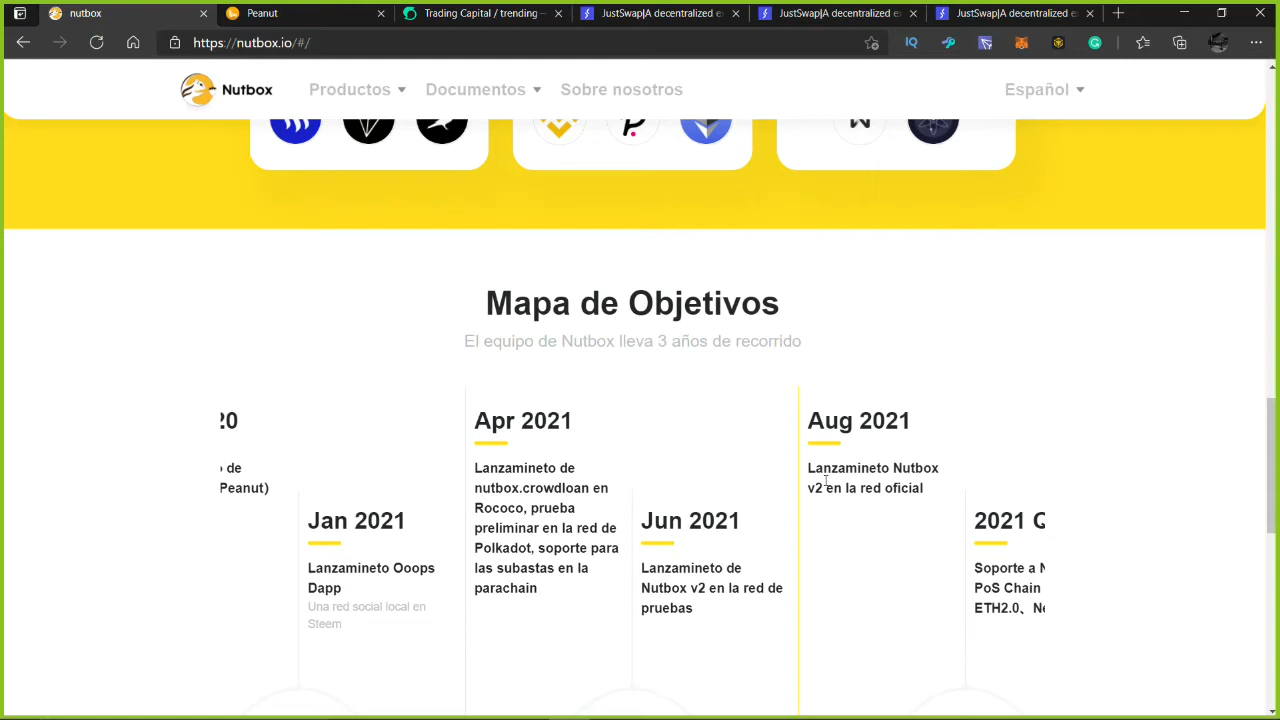 nutbox
Peanut
Trading Capital / trending –
JustSwap|A decentralized e
JustSwap|A decentralized e
JustSwap|A decentralized e
https://nutbox.io/#/
Nutbox
Productos
Documentos
Sobre nosotros
Español
Mapa de Objetivos
El equipo de Nutbox lleva 3 años de recorrido
20
de
Peanut)
Jan 2021
Lanzamineto Ooops
Dapp
Una red social local en
Steem
Apr 2021
Lanzamineto de
nutbox.crowdloan en
Rococo, prueba
preliminar en la red de
Polkadot, soporte para
las subastas en la
parachain
Jun 2021
Lanzamineto de
Nutbox v2 en la red de
pruebas
Aug 2021
Lanzamineto Nutbox
v2 en la red oficial
2021 Q
Soporte a N
PoS Chain
ETH2.0、Ne